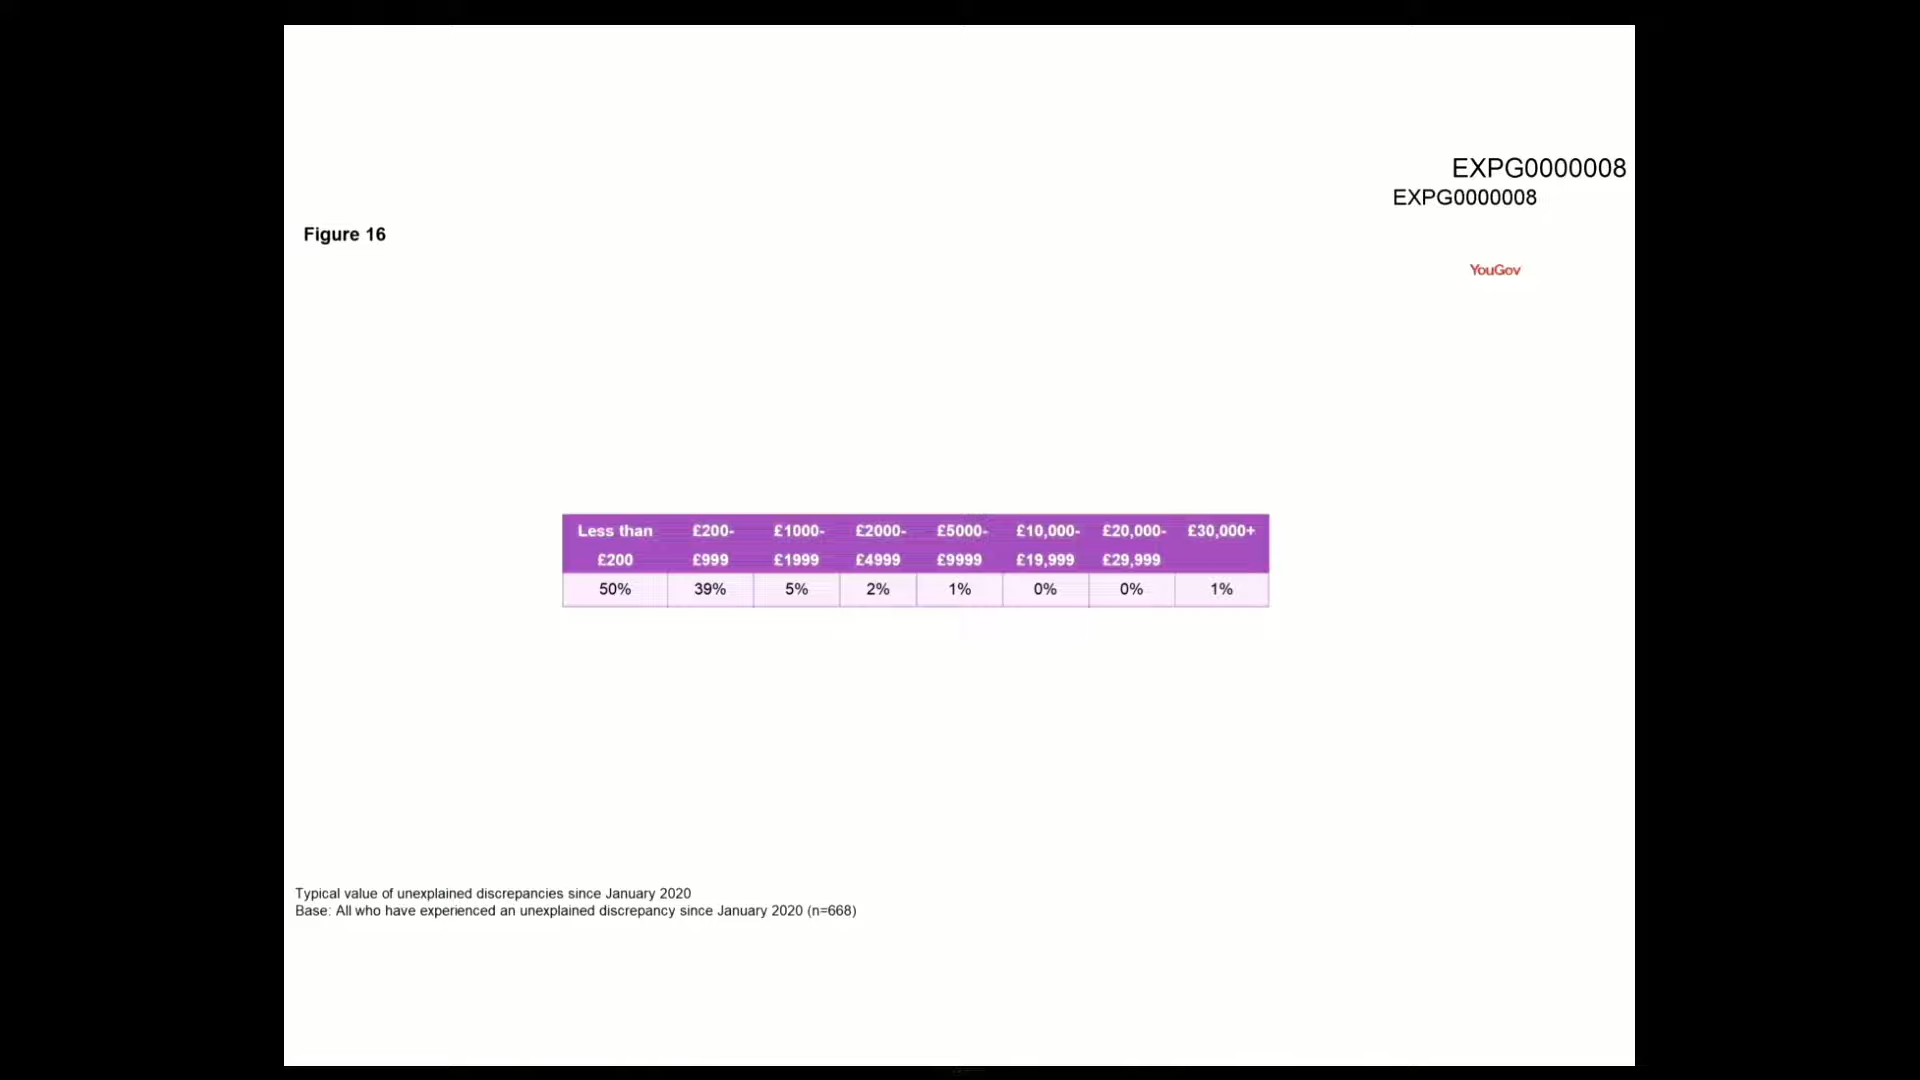 EXPG0000008
EXPG0000008
Figure 16
YouGov
Less than £200- £1000- £2000- £5000- £10,000- £20,000- £30,000+
£200 £999 £1999 £4999 £9999 £19,999 £29,999
50% 39% 5% 2% 1% 0% 0% 1%
Typical value of unexplained discrepancies since January 2020
Base: All who have experienced an unexplained discrepancy since January 2020 (n=668)